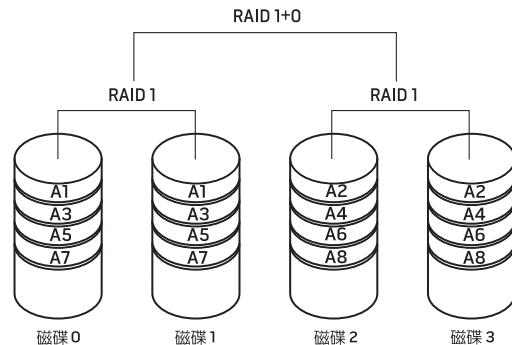 RAID 1+0
RAID 1 RAID 1
A1 A1 A2 A2
A3 A3 A4 A4
A5 A5 A6 A6
A7 A7 A8 A8
磁碟 0 磁碟 1 磁碟 2 磁碟 3